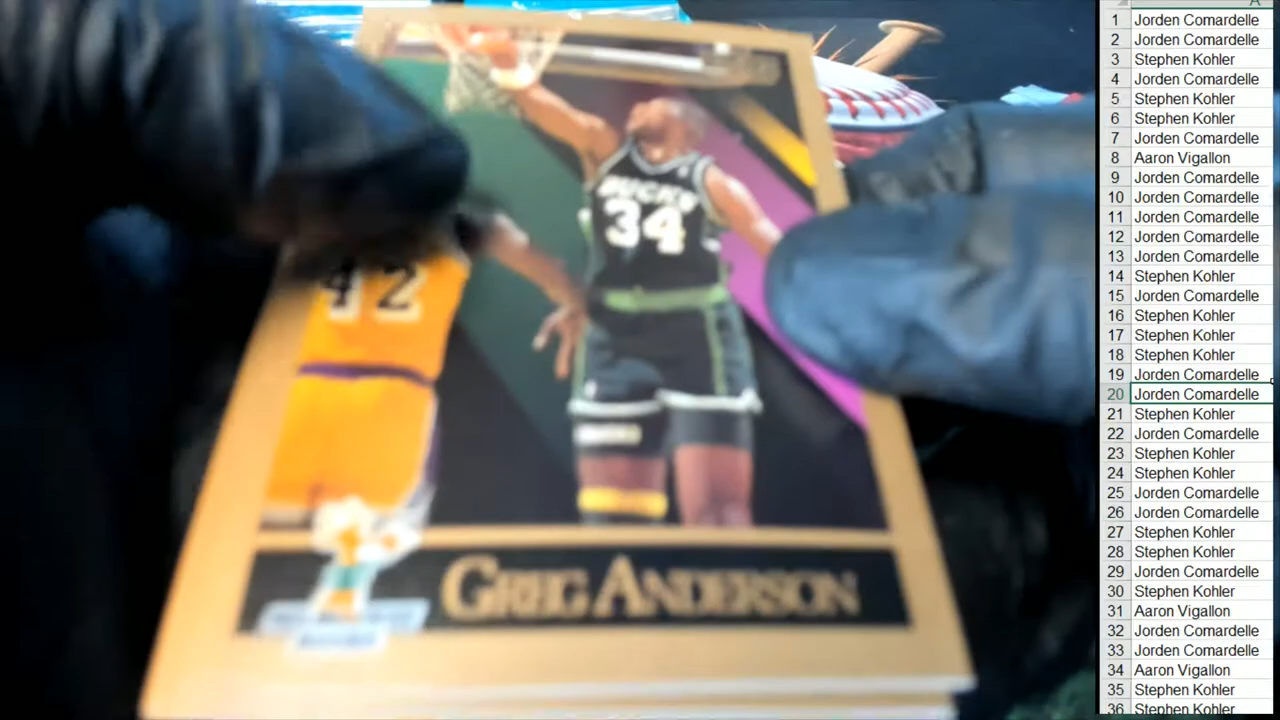 BUCKS
34
42
GREG ANDERSON
A
1 Jorden Comardelle
2 Jorden Comardelle
3 Stephen Kohler
4 Jorden Comardelle
5 Stephen Kohler
6 Stephen Kohler
7 Jorden Comardelle
8 Aaron Vigallon
9 Jorden Comardelle
10 Jorden Comardelle
11 Jorden Comardelle
12 Jorden Comardelle
13 Jorden Comardelle
14 Stephen Kohler
15 Jorden Comardelle
16 Stephen Kohler
17 Stephen Kohler
18 Stephen Kohler
19 Jorden Comardelle
20 Jorden Comardelle
21 Stephen Kohler
22 Jorden Comardelle
23 Stephen Kohler
24 Stephen Kohler
25 Jorden Comardelle
26 Jorden Comardelle
27 Stephen Kohler
28 Stephen Kohler
29 Jorden Comardelle
30 Stephen Kohler
31 Aaron Vigallon
32 Jorden Comardelle
33 Jorden Comardelle
34 Aaron Vigallon
35 Stephen Kohler
36 Stephen Kohler